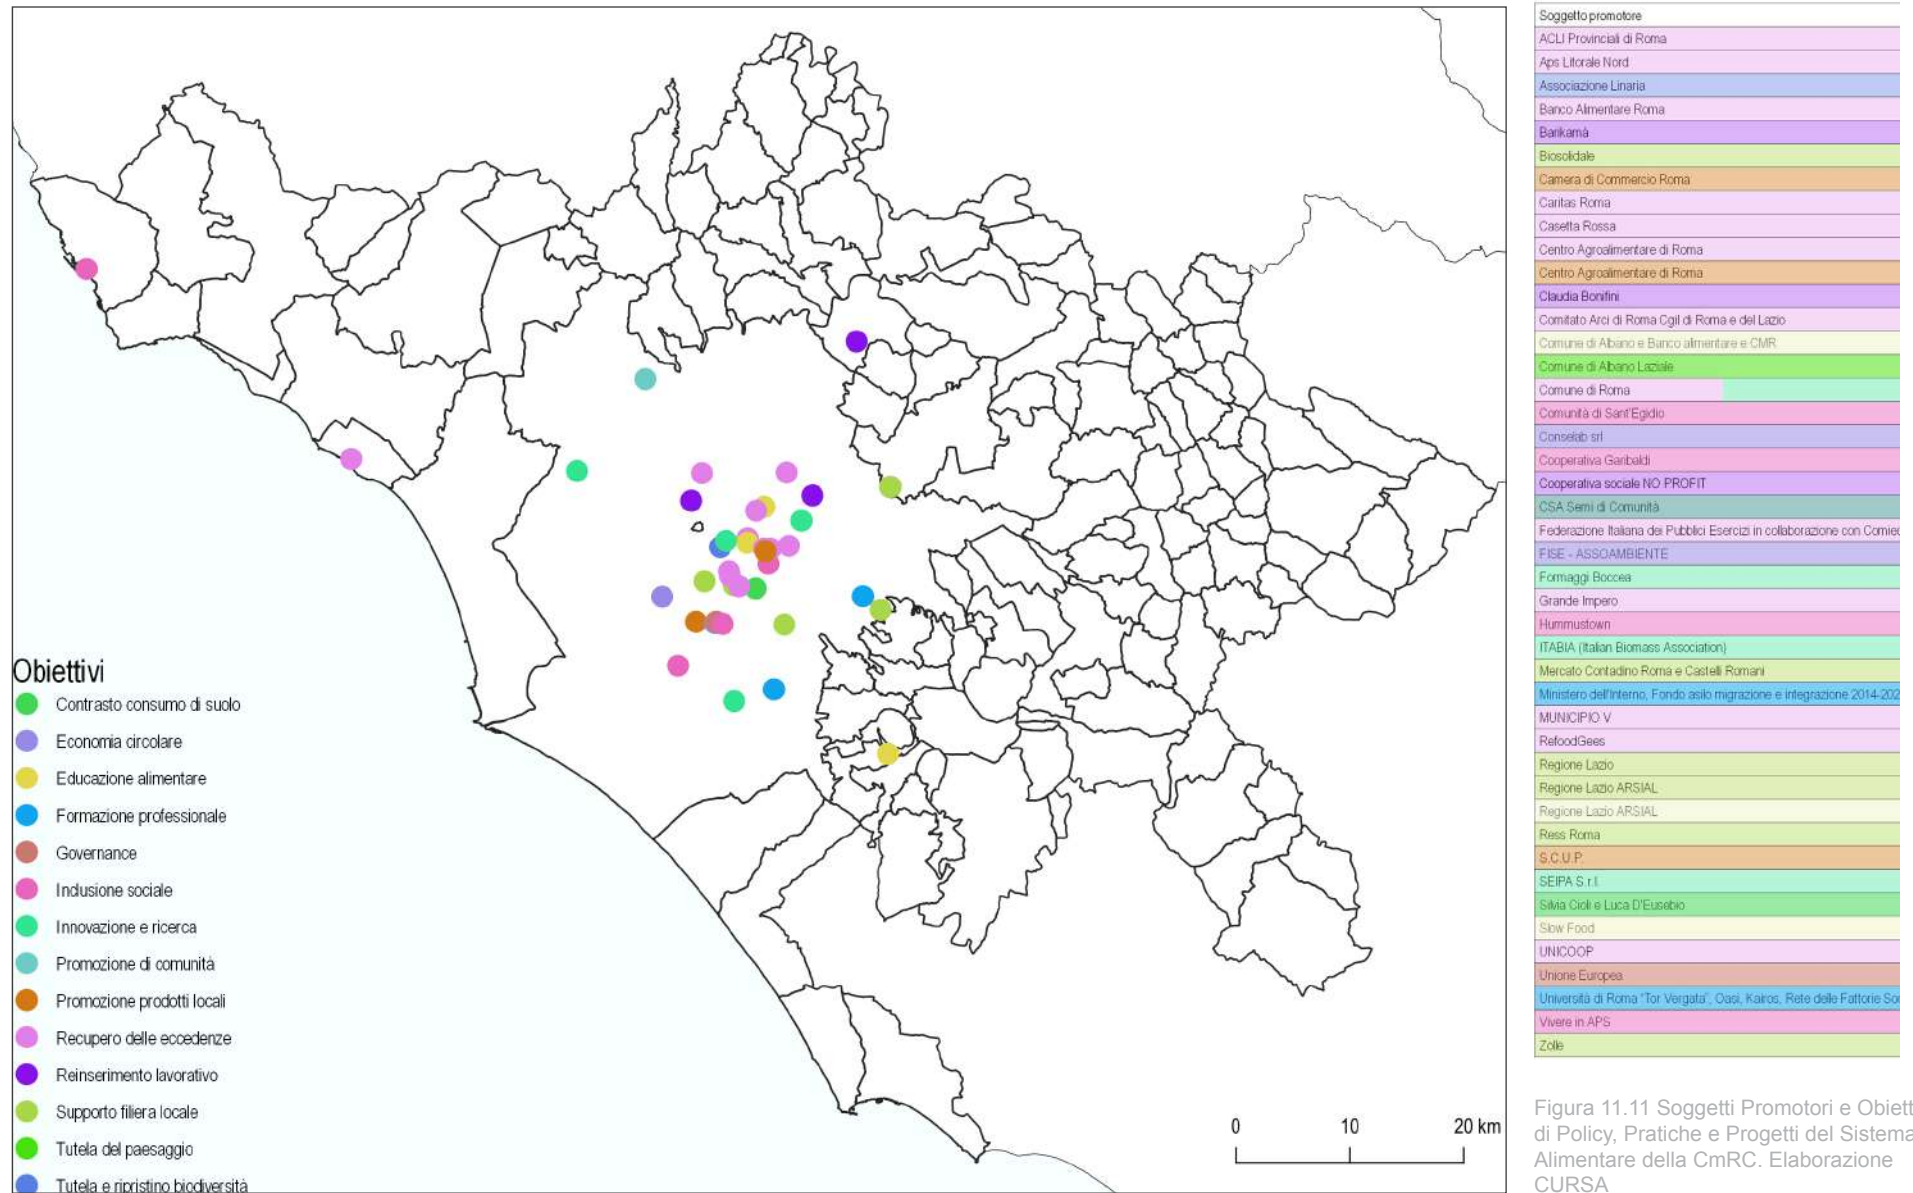 Obiettivi
Contrasto consumo di suolo
Economia circolare
Educazione alimentare
Formazione professionale
Governance
Inclusione sociale
Innovazione e ricerca
Promozione di comunità
Promozione prodotti locali
Recupero delle eccedenze
Reinserimento lavorativo
Supporto filiera locale
Tutela del paesaggio
Tutela e ripristino biodiversità
0 10 20 km
Soggetto promotore
ACLI Provinciali di Roma
Aps Litorale Nord
Associazione Linaria
Banco Alimentare Roma
Barikamà
Biosolidale
Camera di Commercio Roma
Caritas Roma
Casetta Rossa
Centro Agroalimentare di Roma
Centro Agroalimentare di Roma
Claudia Bonifini
Comitato Arci di Roma Cgil di Roma e del Lazio
Comune di Albano e Banco alimentare e CMR
Comune di Albano Laziale
Comune di Roma
Comunità di Sant'Egidio
Conselab srl
Cooperativa Garibaldi
Cooperativa sociale NO PROFIT
CSA Semi di Comunità
Federazione Italiana dei Pubblici Esercizi in collaborazione con Comiec
FISE - ASSOAMBIENTE
Formaggi Boccea
Grande Impero
Hummustown
ITABIA (Italian Biomass Association)
Mercato Contadino Roma e Castelli Romani
Ministero dell'Interno, Fondo asilo migrazione e integrazione 2014-202
MUNICIPIO V
RefoodGees
Regione Lazio
Regione Lazio ARSIAL
Regione Lazio ARSIAL
Ress Roma
S.C.U.P.
SEIPA S.r.l.
Silvia Cioli e Luca D'Eusebio
Slow Food
UNICOOP
Unione Europea
Università di Roma "Tor Vergata", Oasi, Kairos, Rete delle Fattorie Soc
Vivere in APS
Zolle
Figura 11.11 Soggetti Promotori e Obiett
di Policy, Pratiche e Progetti del Sistema
Alimentare della CmRC. Elaborazione
CURSA